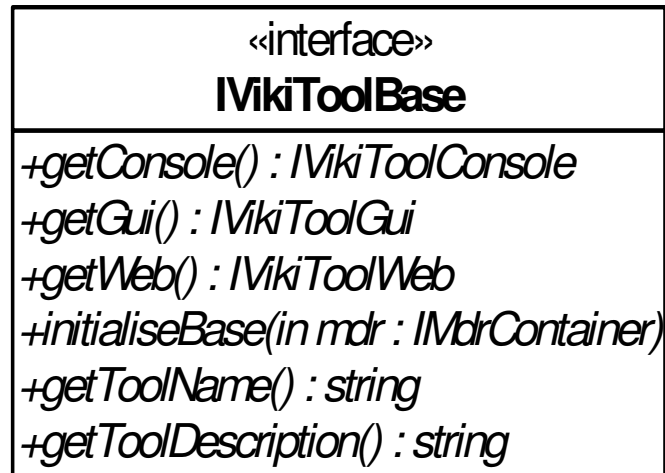 «interface»
IVikiToolBase
+getConsole() : IVikiToolConsole
+getGui() : IVikiToolGui
+getWeb() : IVikiToolWeb
+initialiseBase(in mdr : IMdrContainer)
+getToolName() : string
+getToolDescription() : string